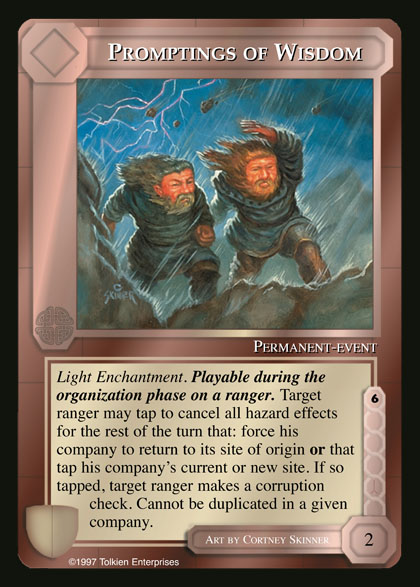 Promptings of Wisdom
© SKINNER
Permanent-event
Light Enchantment. Playable during the
organization phase on a ranger. Target
ranger may tap to cancel all hazard effects
for the rest of the turn that: force his
company to return to its site of origin or that
tap his company's current or new site. If so
tapped, target ranger makes a corruption
check. Cannot be duplicated in a given
company.
6
Art by Cortney Skinner
2
©1997 Tolkien Enterprises